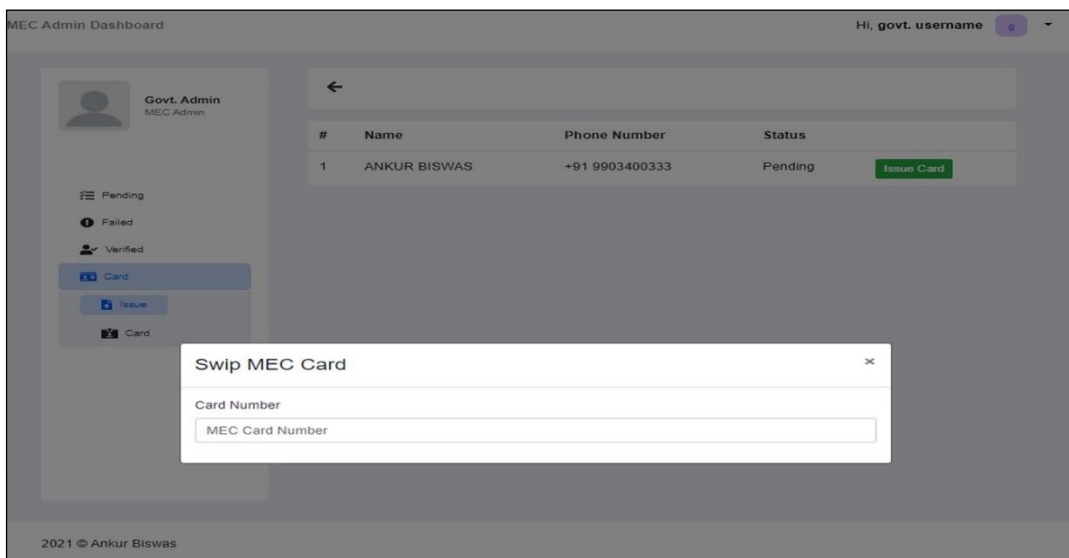 MEC Admin Dashboard
Hi, govt. username
Govt. Admin
MEC Admin
# Name Phone Number Status
1 ANKUR BISWAS +91 9903400333 Pending Issue Card
Pending
Failed
Verified
Card
Issue
Card
Swip MEC Card ×
Card Number
MEC Card Number
2021 © Ankur Biswas